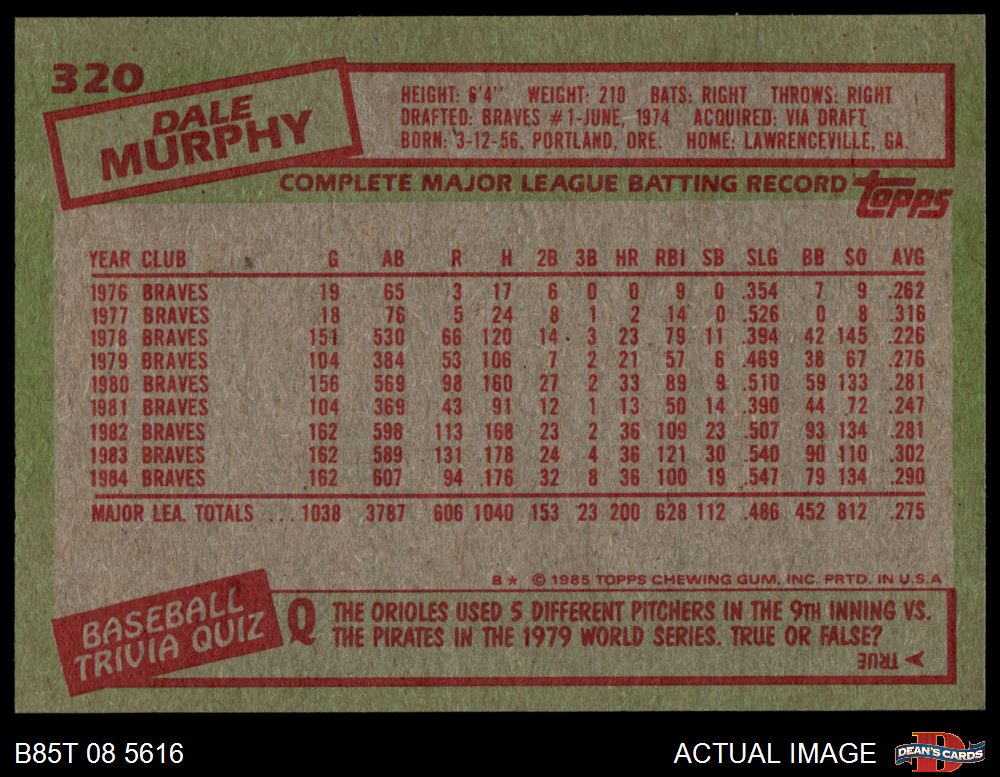 320
DALE
MURPHY
HEIGHT: 6'4" WEIGHT: 210 BATS: RIGHT THROWS: RIGHT
DRAFTED: BRAVES #1-JUNE, 1974 ACQUIRED: VIA DRAFT
BORN: 3-12-56, PORTLAND, ORE. HOME: LAWRENCEVILLE, GA.
COMPLETE MAJOR LEAGUE BATTING RECORD
Topps
YEAR CLUB G AB R H 2B 3B HR RBI SB SLG BB SO AVG
1976 BRAVES 19 65 3 17 6 0 0 9 0 .354 7 9 .262
1977 BRAVES 18 76 5 24 8 1 2 14 0 .526 0 8 .316
1978 BRAVES 151 530 66 120 14 3 23 79 11 .394 42 145 .226
1979 BRAVES 104 384 53 106 7 2 21 57 6 .469 38 67 .276
1980 BRAVES 156 569 98 160 27 2 33 89 9 .510 59 133 .281
1981 BRAVES 104 369 43 91 12 1 13 50 14 .390 44 72 .247
1982 BRAVES 162 598 113 168 23 2 36 109 23 .507 93 134 .281
1983 BRAVES 162 589 131 178 24 4 36 121 30 .540 90 110 .302
1984 BRAVES 162 607 94 176 32 8 36 100 19 .547 79 134 .290
MAJOR LEA. TOTALS ... 1038 3787 606 1040 153 23 200 628 112 .486 452 812 .275
B* © 1985 TOPPS CHEWING GUM, INC. PRTD. IN U.S.A
BASEBALL
TRIVIA QUIZ
Q THE ORIOLES USED 5 DIFFERENT PITCHERS IN THE 9TH INNING VS.
THE PIRATES IN THE 1979 WORLD SERIES. TRUE OR FALSE?
TRUE
B85T 08 5616
ACTUAL IMAGE
DEAN'S CARDS